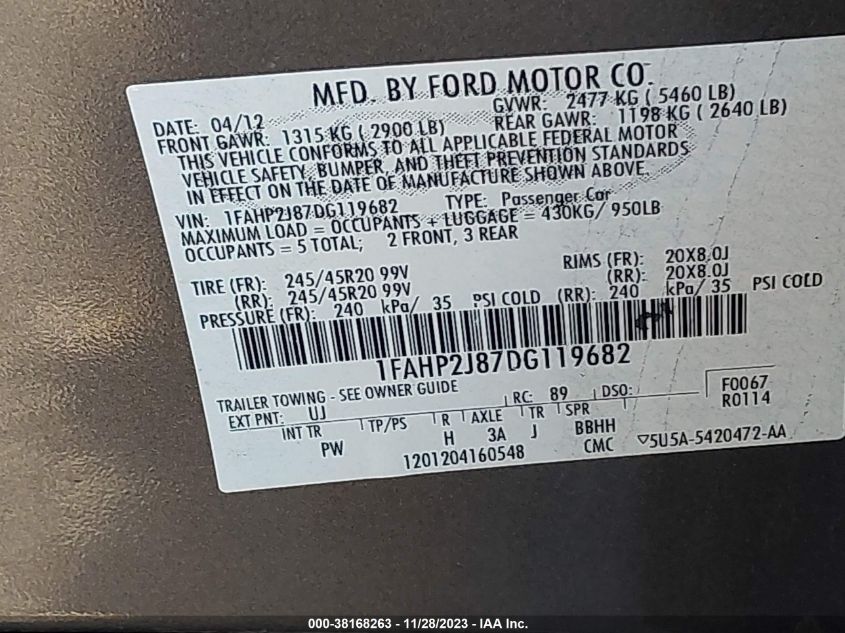 MFD. BY FORD MOTOR CO.
DATE: 04/12 GVWR: 2477 KG ( 5460 LB)
FRONT GAWR: 1315 KG ( 2900 LB) REAR GAWR: 1198 KG ( 2640 LB)
THIS VEHICLE CONFORMS TO ALL APPLICABLE FEDERAL MOTOR
VEHICLE SAFETY, BUMPER, AND THEFT PREVENTION STANDARDS
IN EFFECT ON THE DATE OF MANUFACTURE SHOWN ABOVE.
VIN: 1FAHP2J87DG119682 TYPE: Passenger Car
MAXIMUM LOAD = OCCUPANTS + LUGGAGE = 430KG/ 950LB
OCCUPANTS = 5 TOTAL; 2 FRONT, 3 REAR
TIRE (FR): 245/45R20 99V RIMS (FR): 20X8.0J
(RR): 245/45R20 99V (RR): 20X8.0J
PRESSURE (FR): 240 kPa/ 35 PSI COLD (RR): 240 kPa/ 35 PSI COLD
1FAHP2J87DG119682
TRAILER TOWING - SEE OWNER GUIDE
EXT PNT: UJ RC: 89 DSO: F0067
R0114
INT TR TP/PS R AXLE TR SPR
PW H 3A J BBHH
1201204160548 CMC ▽5U5A-5420472-AA
000-38168263 - 11/28/2023 - IAA Inc.